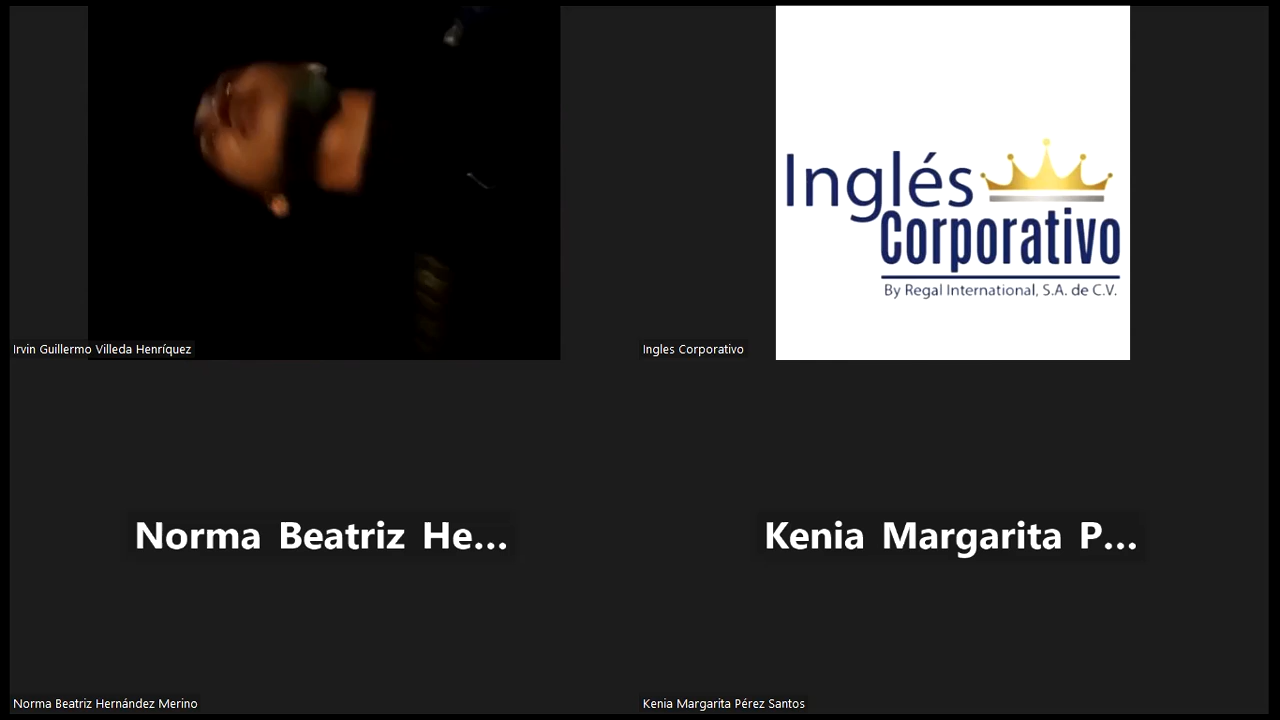 Inglés
Corporativo
By Regal International, S.A. de C.V.
Irvin Guillermo Villeda Henríquez
Ingles Corporativo
Norma Beatriz He...
Kenia Margarita P...
Norma Beatriz Hernández Merino
Kenia Margarita Pérez Santos